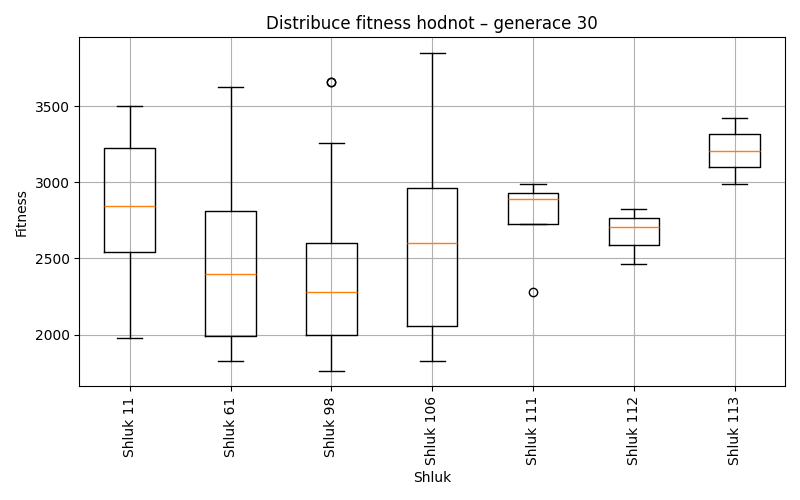 Distribuce fitness hodnot – generace 30
Fitness
3500
3000
2500
2000
Shluk 11
Shluk 61
Shluk 98
Shluk 106
Shluk 111
Shluk 112
Shluk 113
Shluk